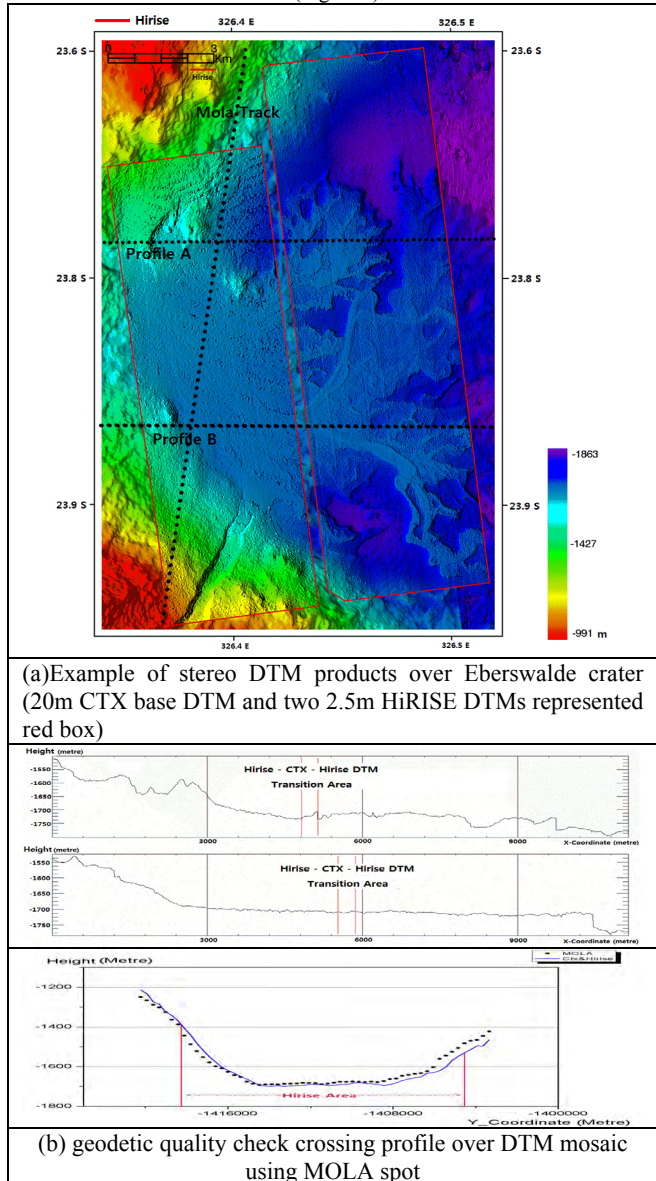 Hirise
326.4 E
326.5 E
23.6 S
23.6 S
0
3
Km
Hirise
Mola Track
Profile A
23.8 S
23.8 S
Profile B
-1863
23.9 S
23.9 S
-1427
-991 m
326.4 E
326.5 E
(a)Example of stereo DTM products over Eberswalde crater
(20m CTX base DTM and two 2.5m HiRISE DTMs represented
red box)
Height (metre)
-1550
-1600
-1650
-1700
-1750
Hirise - CTX - Hirise DTM
Transition Area
3000
6000
9000
X-Coordinate (metre)
Height (metre)
-1550
-1600
-1650
-1700
-1750
Hirise - CTX - Hirise DTM
Transition Area
3000
6000
9000
X-Coordinate (metre)
Height (Metre)
MOLA
Ctx&Hirise
-1200
-1400
-1600
-1800
Hirise Area
-1415000
-1408000
-1400000
Y_Coordinate (Metre)
(b) geodetic quality check crossing profile over DTM mosaic
using MOLA spot